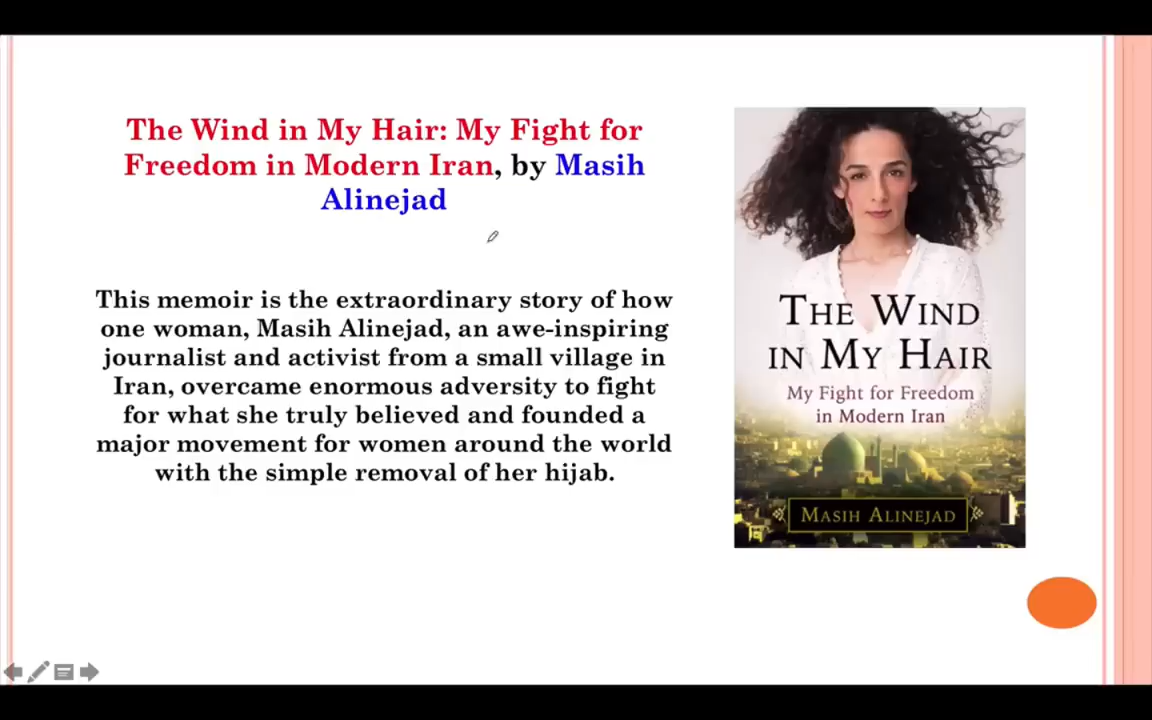 The Wind in My Hair: My Fight for
Freedom in Modern Iran, by Masih
Alinejad
This memoir is the extraordinary story of how
one woman, Masih Alinejad, an awe-inspiring
journalist and activist from a small village in
Iran, overcame enormous adversity to fight
for what she truly believed and founded a
major movement for women around the world
with the simple removal of her hijab.
THE WIND
IN MY HAIR
My Fight for Freedom
in Modern Iran
MASIH ALINEJAD